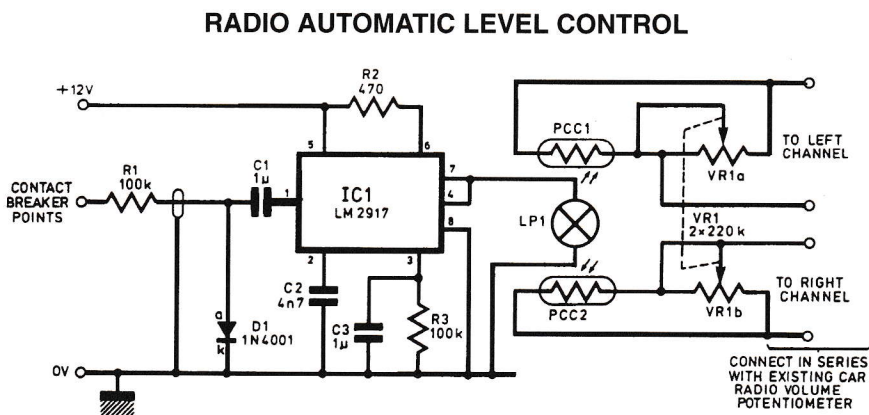 RADIO AUTOMATIC LEVEL CONTROL
+12V
R2
470
5
6
PCC1
TO LEFT
CHANNEL
VR1a
CONTACT
BREAKER
POINTS
R1
100k
C1
1µ
1
IC1
LM2917
7
4
8
LP1
VR1
2×220k
2
3
C2
4n7
TO RIGHT
CHANNEL
PCC2
VR1b
a
k
D1
1N4001
C3
1µ
R3
100k
0V
CONNECT IN SERIES
WITH EXISTING CAR
RADIO VOLUME
POTENTIOMETER